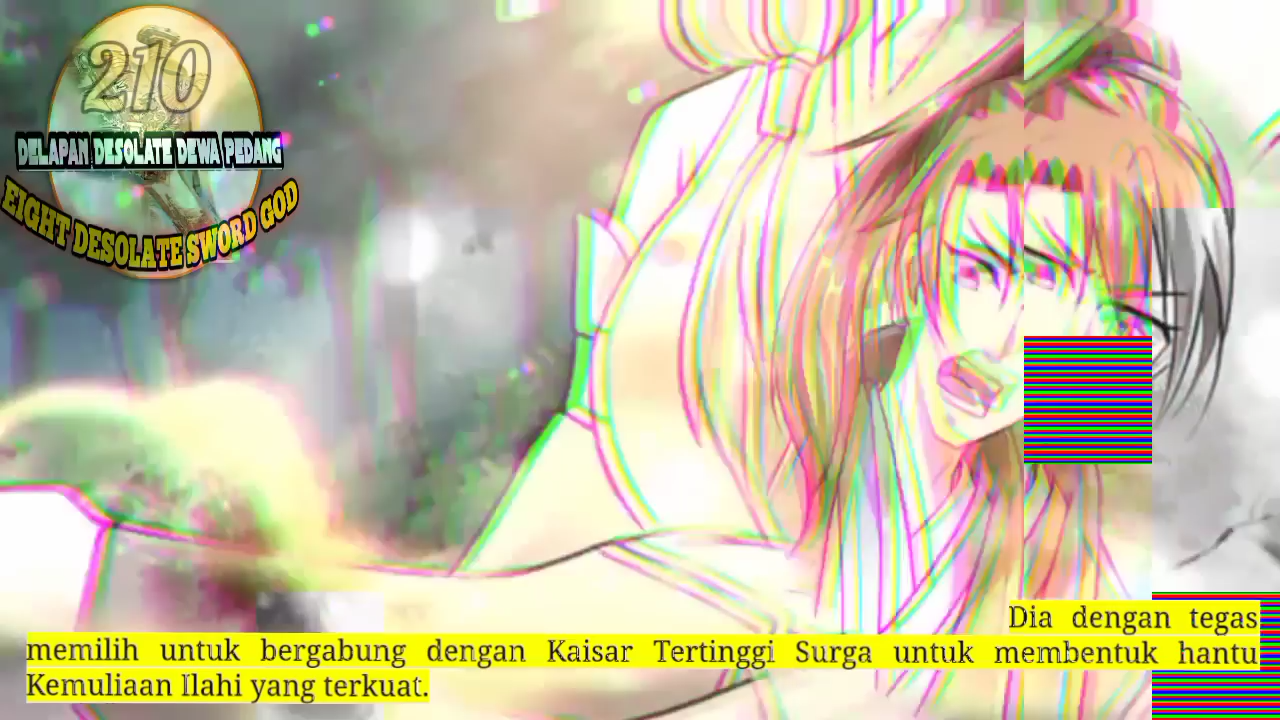 210
DELAPAN DESOLATE DEWA PEDANG
EIGHT DESOLATE SWORD GOD
Dia dengan tegas
memilih untuk bergabung dengan Kaisar Tertinggi Surga untuk membentuk hantu
Kemuliaan Ilahi yang terkuat.